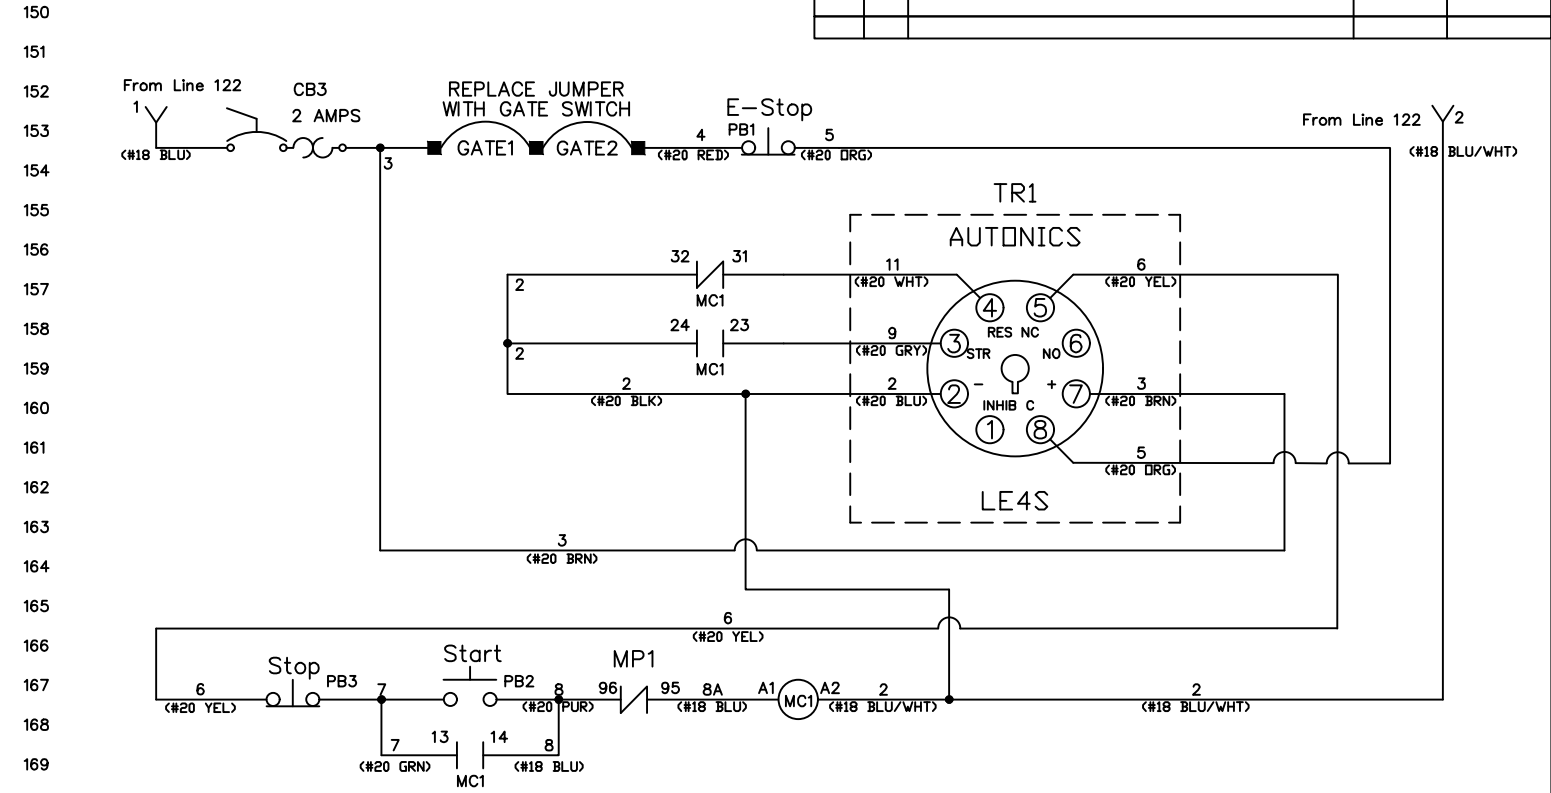 150
151
152
153
154
155
156
157
158
159
160
161
162
163
164
165
166
167
168
169
From Line 122
1
(#18 BLU)
CB3
2 AMPS
3
REPLACE JUMPER
WITH GATE SWITCH
GATE1
GATE2
4
(#20 RED)
E-Stop
PB1
5
(#20 ORG)
From Line 122
2
(#18 BLU/WHT)
TR1
AUTONICS
32
31
MC1
2
11
(#20 WHT)
6
(#20 YEL)
4
5
RES NC
24
23
MC1
2
9
(#20 GRY)
3
STR
NO
6
2
(#20 BLK)
2
(#20 BLU)
2
-
+
7
3
(#20 BRN)
INHIB C
1
8
5
(#20 ORG)
LE4S
3
(#20 BRN)
6
(#20 YEL)
6
(#20 YEL)
Stop
PB3
7
Start
PB2
8
(#20 PUR)
MP1
96
95
8A
(#18 BLU)
A1
MC1
A2
2
(#18 BLU/WHT)
2
(#18 BLU/WHT)
7
(#20 GRN)
13
14
MC1
8
(#18 BLU)